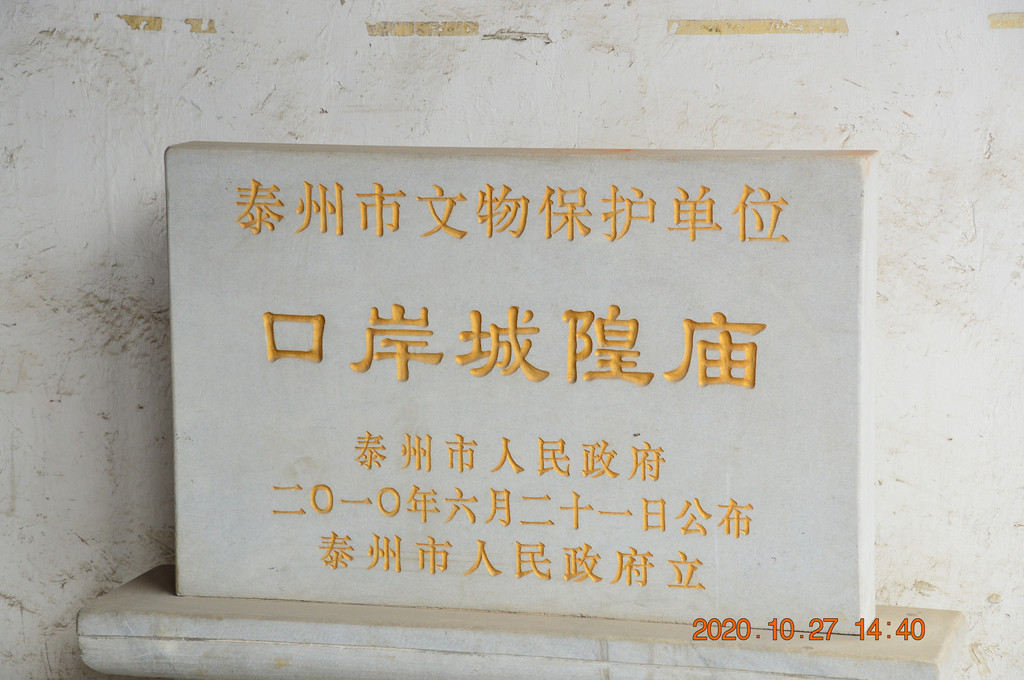 泰州市文物保护单位
口岸城隍庙
泰州市人民政府
二〇一〇年六月二十一日公布
泰州市人民政府立
2020.10.27 14:40